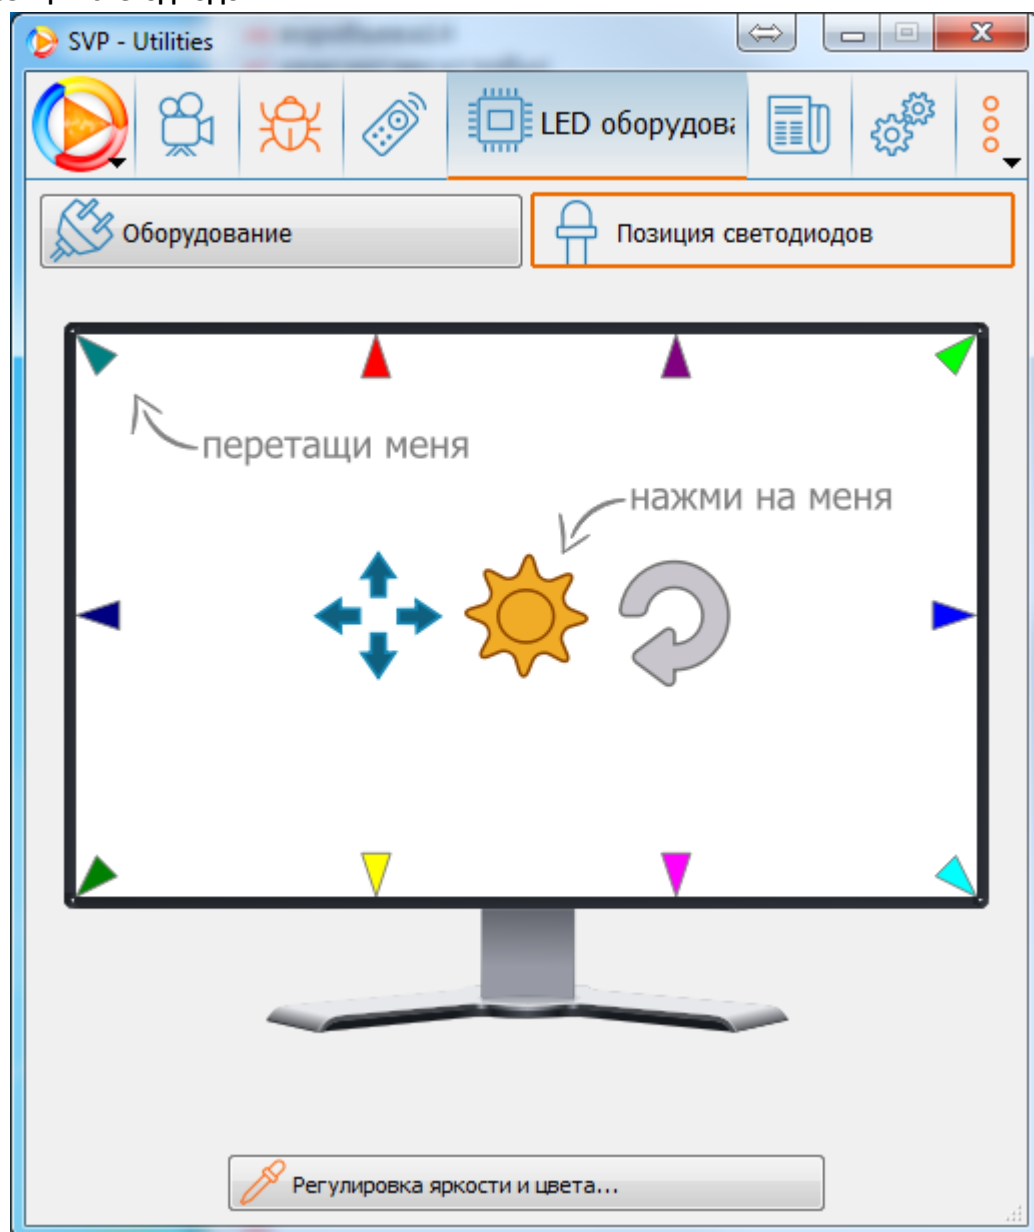 SVP - Utilities
LED оборудова
Оборудование
Позиция светодиодов
перетащи меня
нажми на меня
Регулировка яркости и цвета...